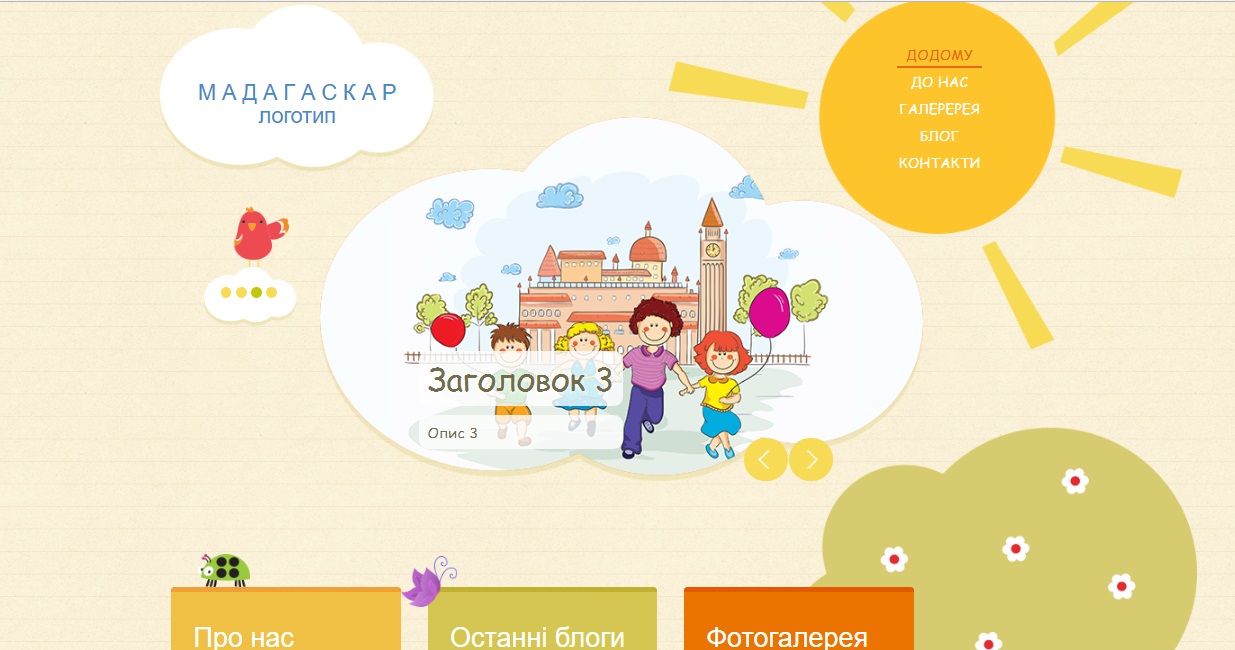 МАДАГАСКАР
ЛОГОТИП
ДОДОМУ
ДО НАС
ГАЛЕРЕРЕЯ
БЛОГ
КОНТАКТИ
Заголовок 3
Опис 3
Про нас
Останні блоги
Фотогалерея